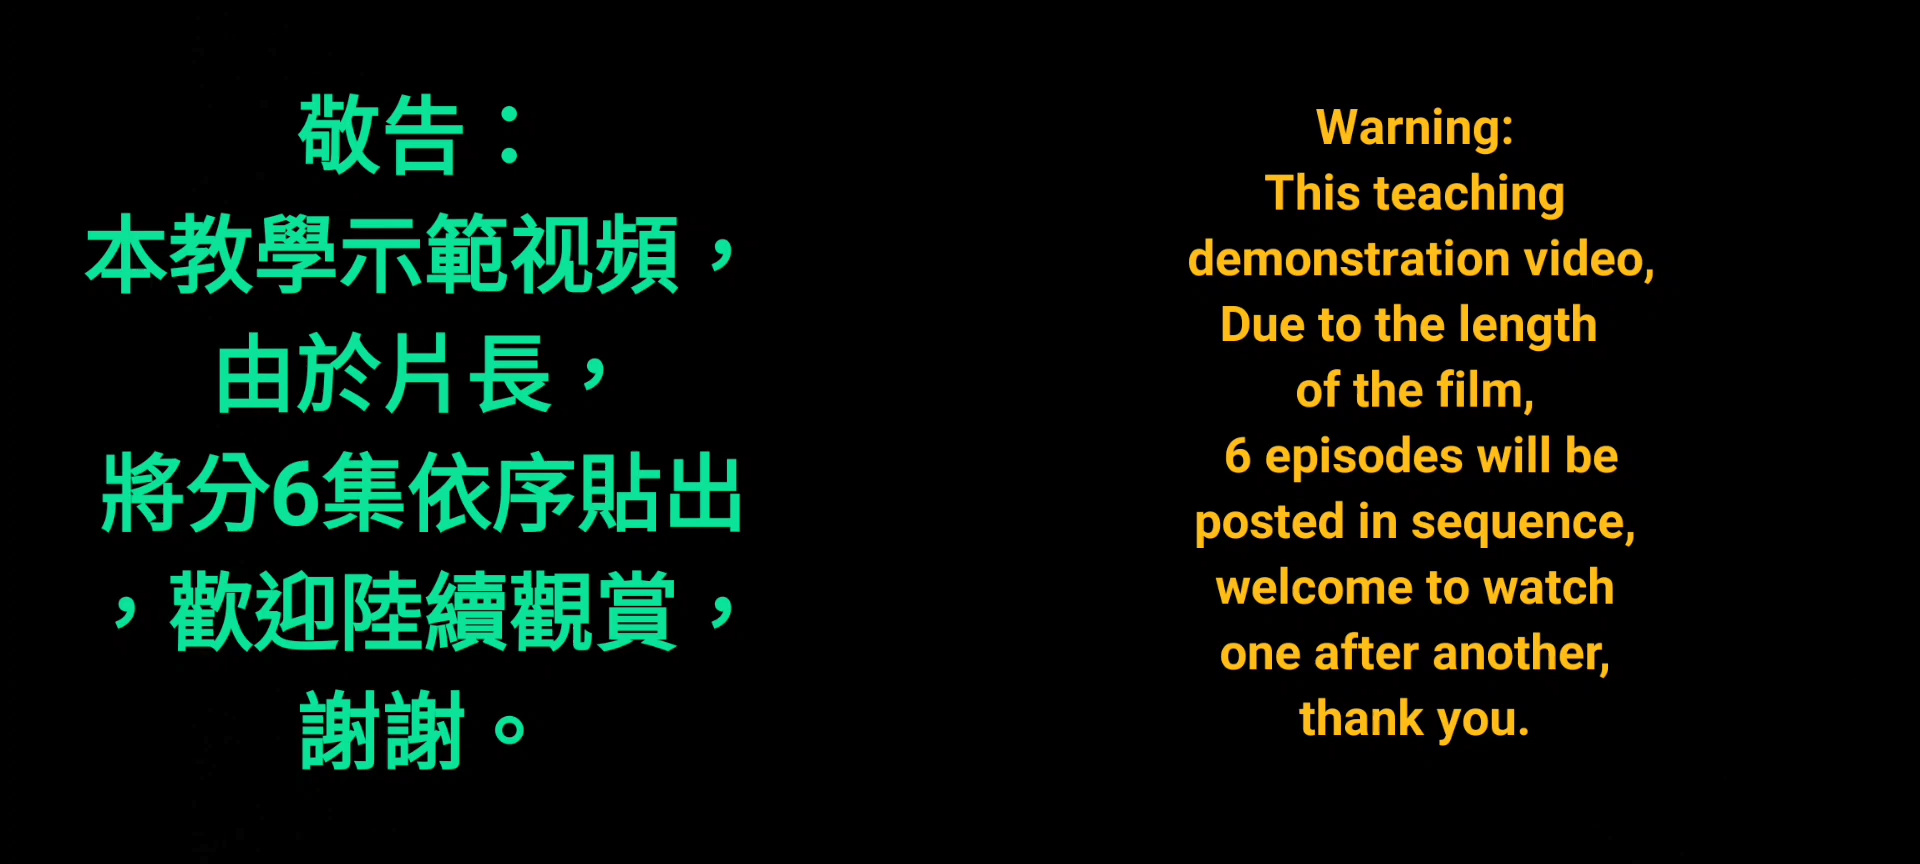 敬告：
本教學示範视頻，
由於片長，
將分6集依序貼出
，歡迎陸續觀賞，
謝謝。
Warning:
This teaching
demonstration video,
Due to the length
of the film,
6 episodes will be
posted in sequence,
welcome to watch
one after another,
thank you.